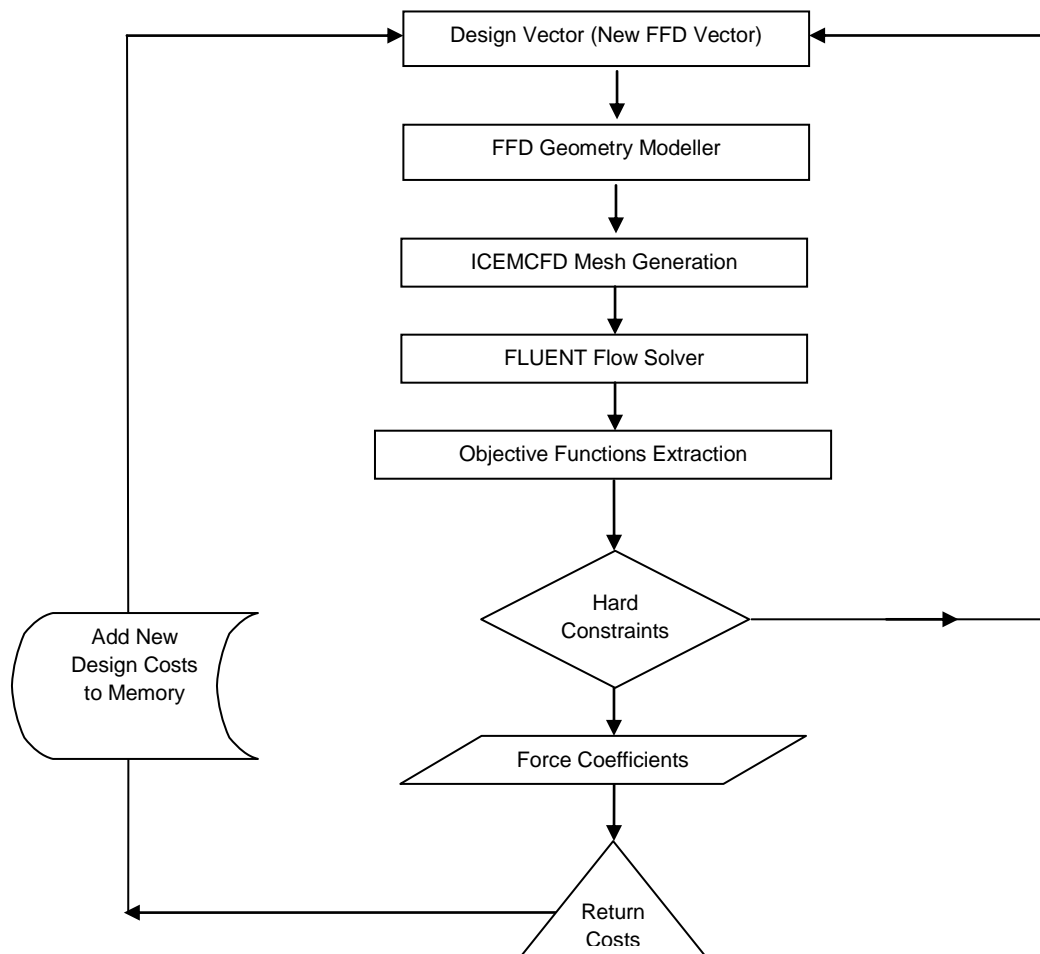 Design Vector (New FFD Vector)
FFD Geometry Modeller
ICEMCFD Mesh Generation
FLUENT Flow Solver
Objective Functions Extraction
Hard
Constraints
Add New
Design Costs
to Memory
Force Coefficients
Return
Costs